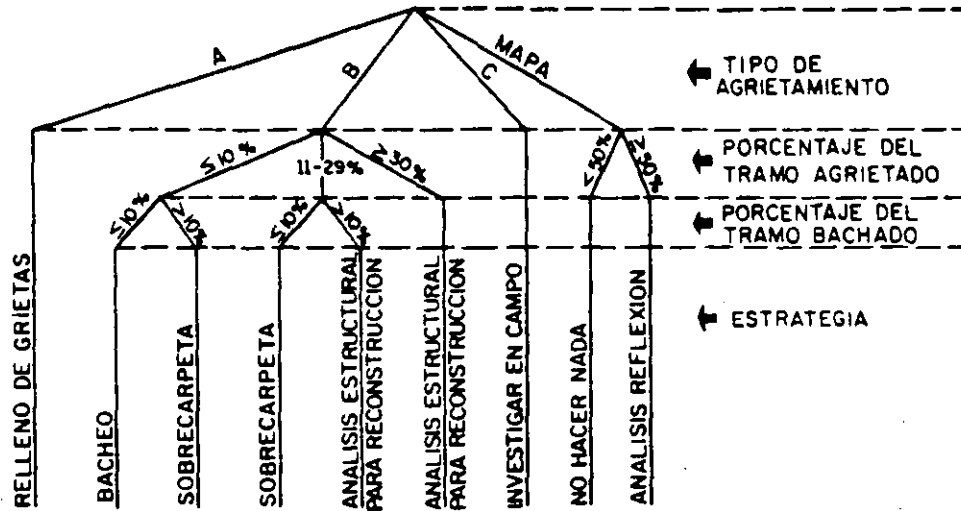 A
B
C
MAPA
TIPO DE
AGRIETAMIENTO
≤10%
11-29%
≥30%
<50%
≥50%
PORCENTAJE DEL
TRAMO AGRIETADO
≤10%
>10%
≤10%
>10%
PORCENTAJE DEL
TRAMO BACHADO
RELLENO DE GRIETAS
BACHEO
SOBRECARPETA
SOBRECARPETA
ANALISIS ESTRUCTURAL
PARA RECONSTRUCCION
ANALISIS ESTRUCTURAL
PARA RECONSTRUCCION
INVESTIGAR EN CAMPO
NO HACER NADA
ANALISIS REFLEXION
ESTRATEGIA